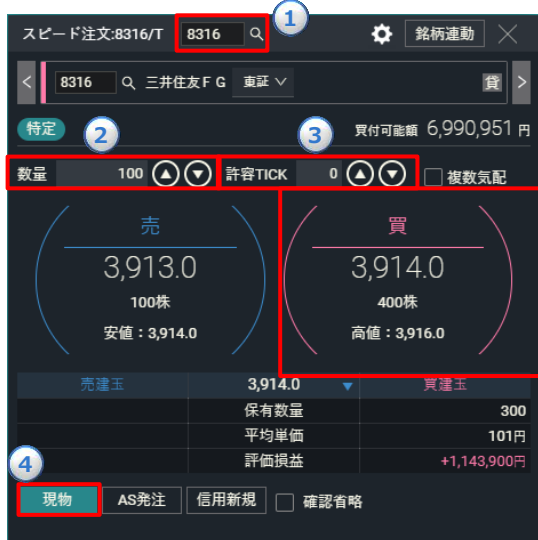 ①
スピード注文:8316/T 8316 銘柄連動
< 8316 三井住友ＦＧ 東証 貸 >
特定 ② ③ 買付可能額 6,990,951 円
数量 100 許容TICK 0 複数気配
売 買
3,913.0 3,914.0
100株 400株
安値：3,914.0 高値：3,916.0
売建玉 3,914.0 ▼買建玉
保有数量 300
平均単価 101円
④ 評価損益 +1,143,900円
現物 AS発注 信用新規 確認省略